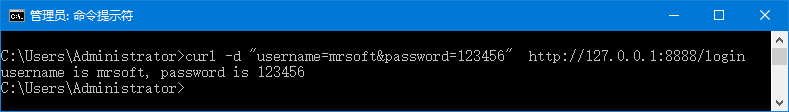 管理员: 命令提示符
C:\Users\Administrator>curl -d "username=mrsoft&password=123456"  http://127.0.0.1:8888/login
username is mrsoft, password is 123456
C:\Users\Administrator>